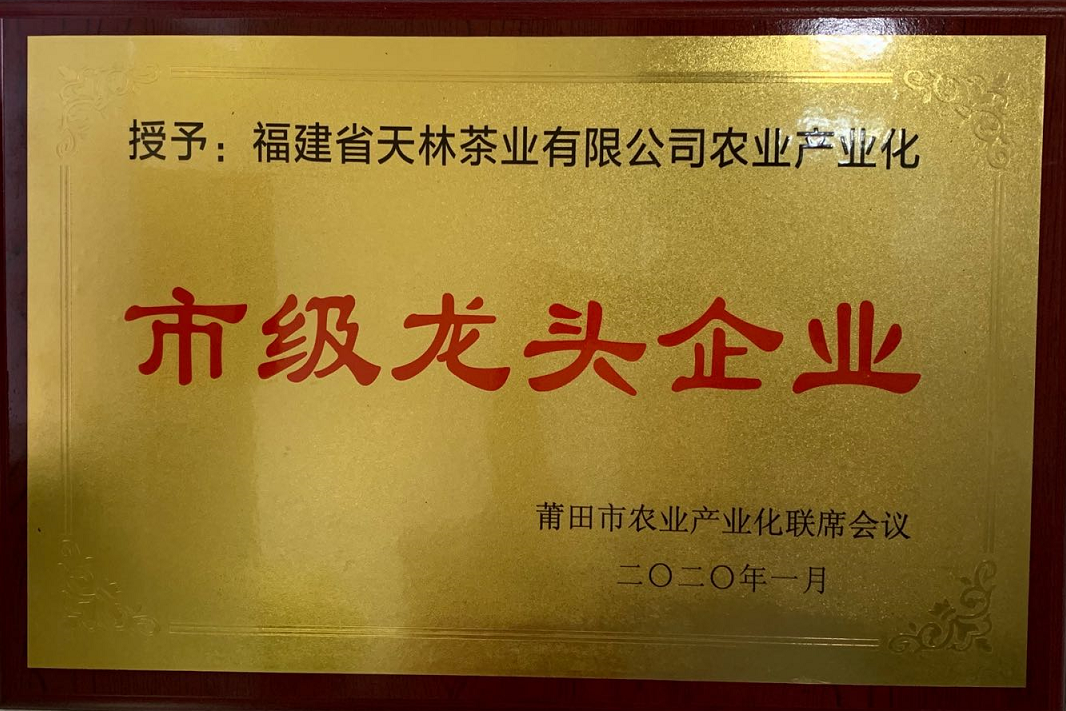 授予：福建省天林茶业有限公司农业产业化
市级龙头企业
莆田市农业产业化联席会议
二〇二〇年一月